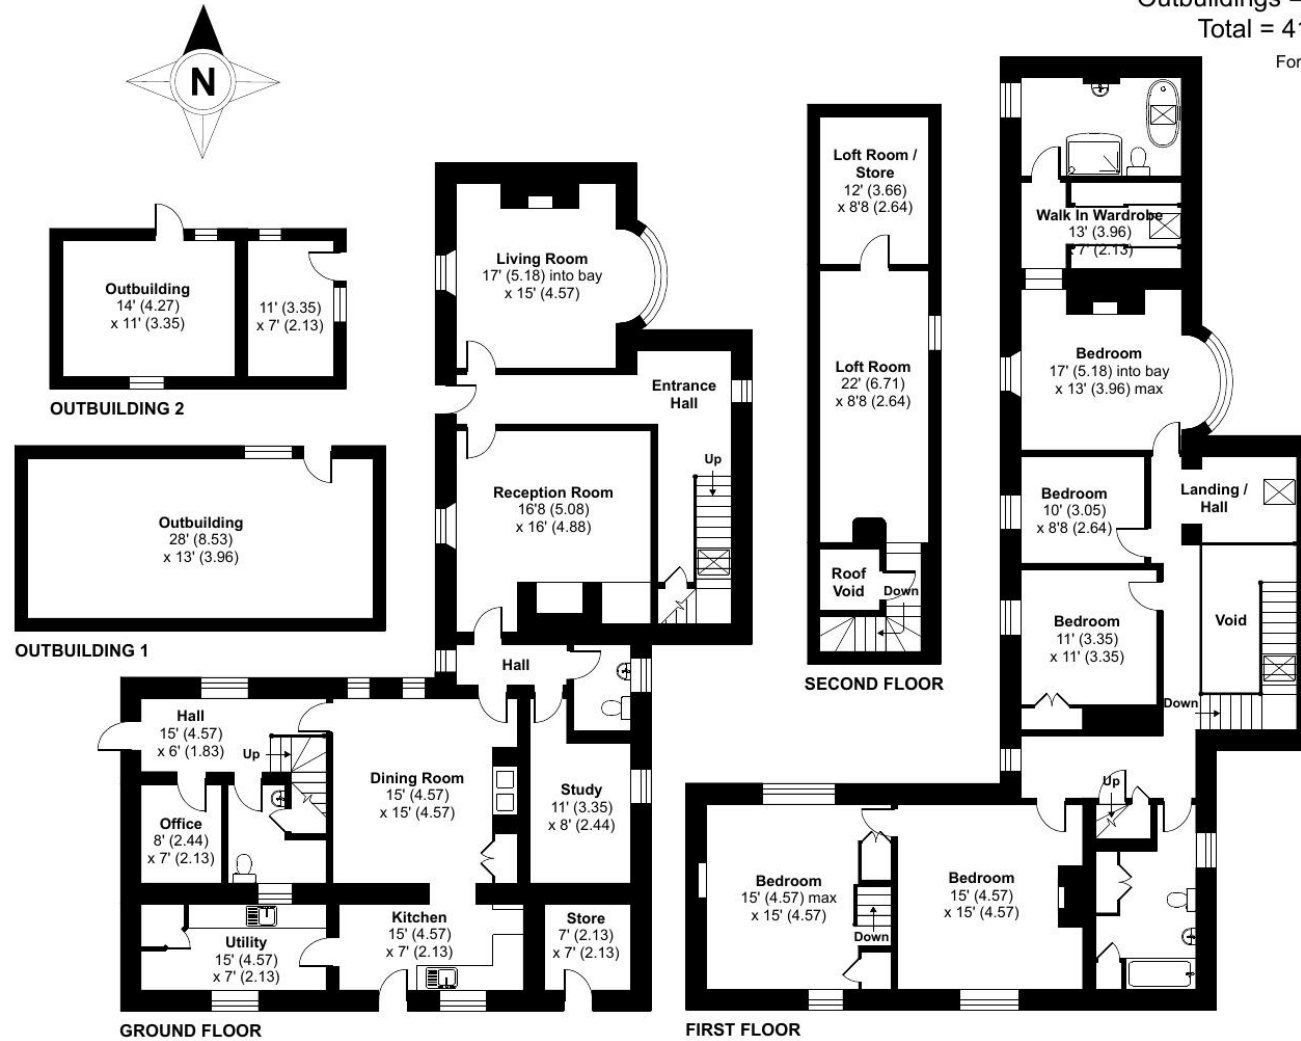 Outbuildings =
Total = 41
For
N
Outbuilding
14' (4.27)
x 11' (3.35)
11' (3.35)
x 7' (2.13)
OUTBUILDING 2
Outbuilding
28' (8.53)
x 13' (3.96)
OUTBUILDING 1
Living Room
17' (5.18) into bay
x 15' (4.57)
Entrance
Hall
Up
Reception Room
16'8 (5.08)
x 16' (4.88)
Hall
Hall
15' (4.57)
x 6' (1.83)
Up
Dining Room
15' (4.57)
x 15' (4.57)
Study
11' (3.35)
x 8' (2.44)
Office
8' (2.44)
x 7' (2.13)
Kitchen
15' (4.57)
x 7' (2.13)
Store
7' (2.13)
x 7' (2.13)
Utility
15' (4.57)
x 7' (2.13)
GROUND FLOOR
Loft Room /
Store
12' (3.66)
x 8'8 (2.64)
Loft Room
22' (6.71)
x 8'8 (2.64)
Roof
Void
Down
SECOND FLOOR
Walk In Wardrobe
13' (3.96)
x 7' (2.13)
Bedroom
17' (5.18) into bay
x 13' (3.96) max
Bedroom
10' (3.05)
x 8'8 (2.64)
Landing /
Hall
Bedroom
11' (3.35)
x 11' (3.35)
Void
Down
Up
Bedroom
15' (4.57) max
x 15' (4.57)
Down
Bedroom
15' (4.57)
x 15' (4.57)
FIRST FLOOR